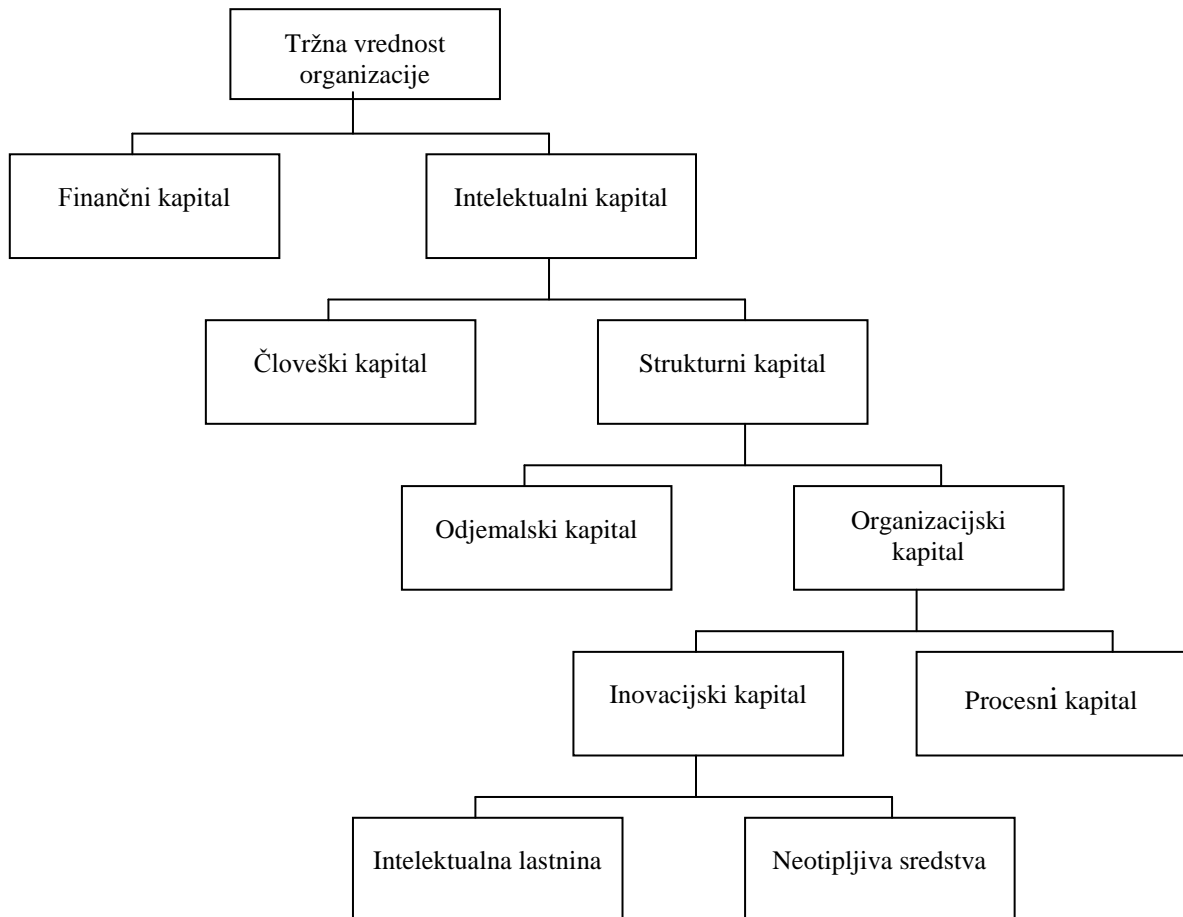 Tržna vrednost
organizacije
Finančni kapital
Intelektualni kapital
Človeški kapital
Strukturni kapital
Odjemalski kapital
Organizacijski
kapital
Inovacijski kapital
Procesni kapital
Intelektualna lastnina
Neotipljiva sredstva